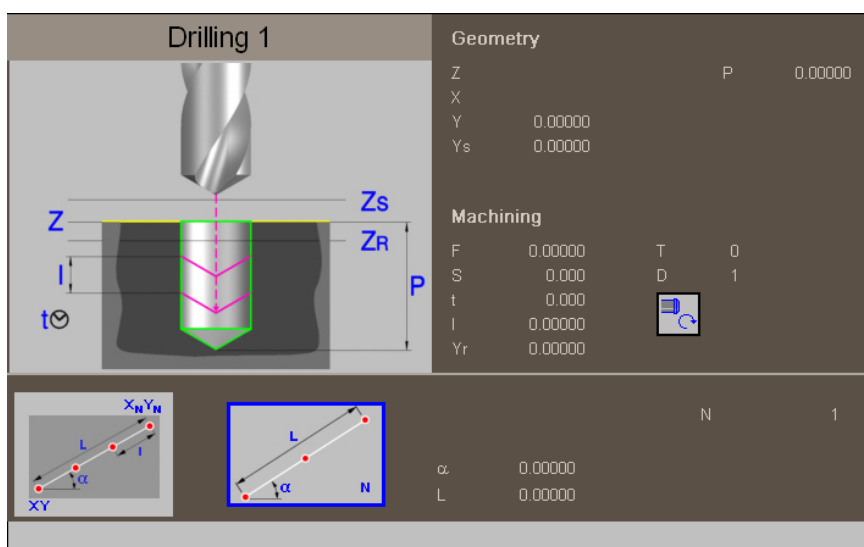 Drilling 1
Zs
Z
ZR
I
P
t
Geometry
Z P 0.00000
X
Y 0.00000
Ys 0.00000
Machining
F 0.00000 T 0
S 0.000 D 1
t 0.000
I 0.00000
Yr 0.00000
XNYN
L
I
α
XY
L
α
N
N 1
α 0.00000
L 0.00000